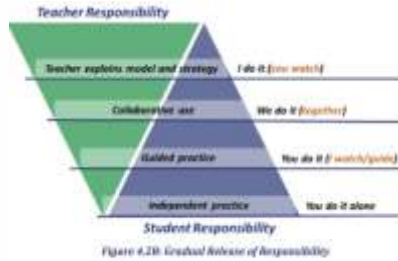 Teacher Responsibility
Teacher explains model and strategy I do it (you watch)
Collaborative use We do it (together)
Guided practice You do it (I watch/guide)
Independent practice You do it alone
Student Responsibility
Figure 4.2B: Gradual Release of Responsibility